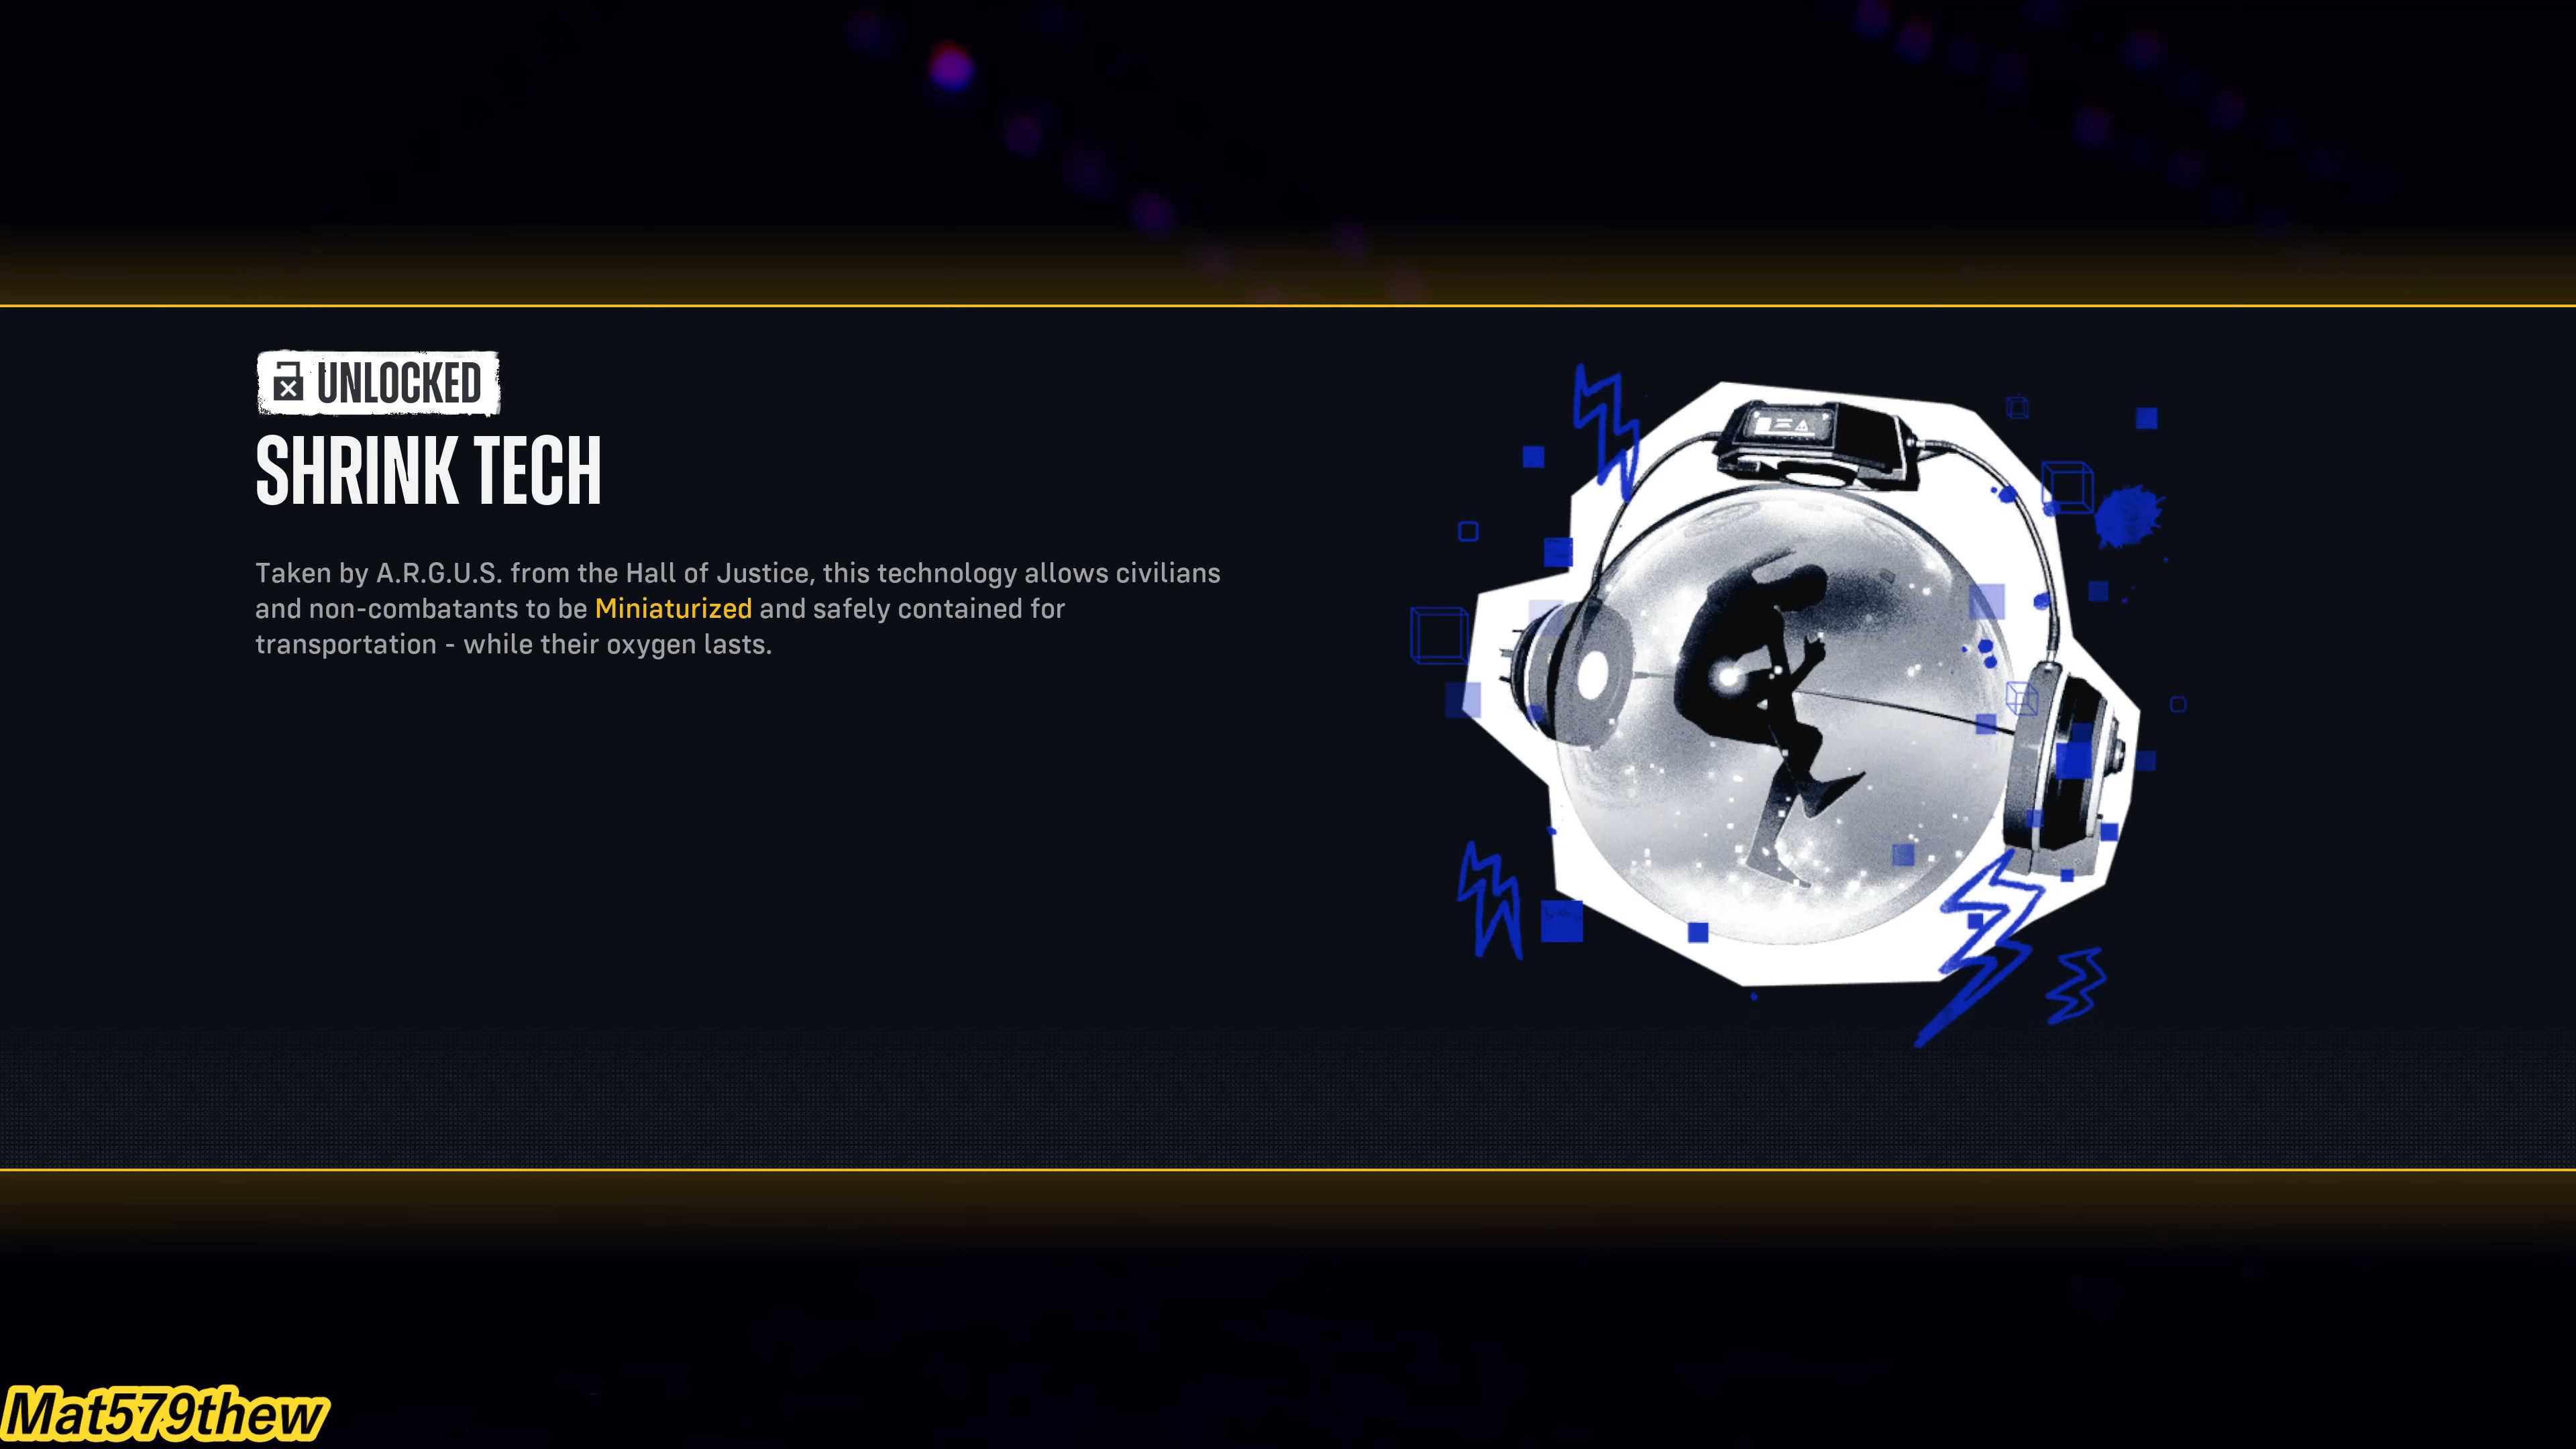 UNLOCKED
SHRINK TECH
Taken by A.R.G.U.S. from the Hall of Justice, this technology allows civilians
and non-combatants to be Miniaturized and safely contained for
transportation - while their oxygen lasts.
Mat579thew